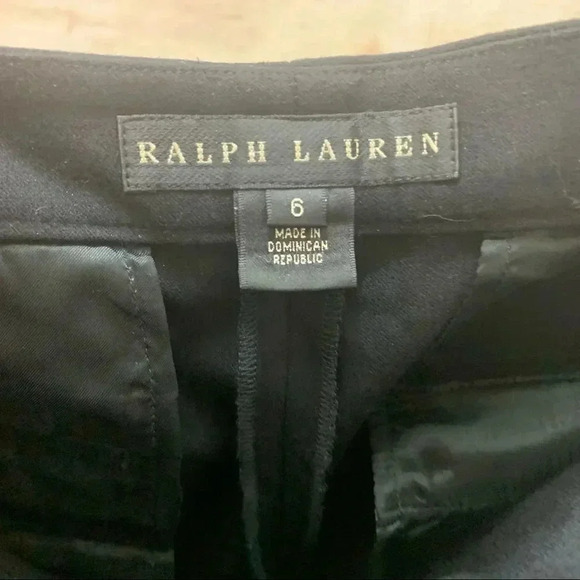 RALPH LAUREN
6
MADE IN
DOMINICAN
REPUBLIC